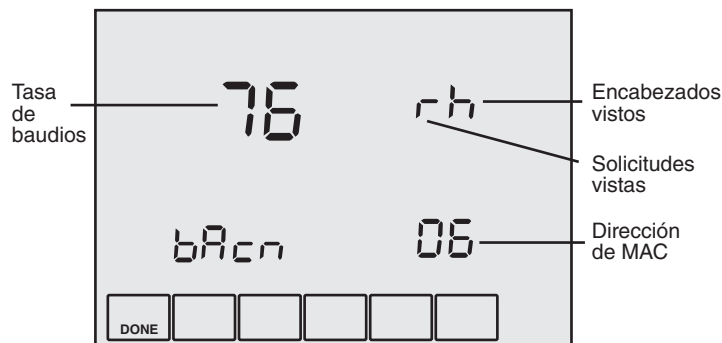 Tasa
de
baudios
76
rh
Encabezados
vistos
Solicitudes
vistas
bAcn
06
Dirección
de MAC
DONE